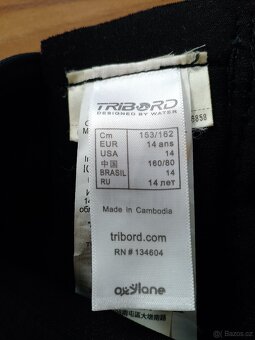 TRIBORD
DESIGNED BY WATER
Cm 153/162
EUR 14 ans
USA 14
中国 160/80
BRASIL 14
RU 14 лет
Made in Cambodia
tribord.com
RN # 134604
oxylane